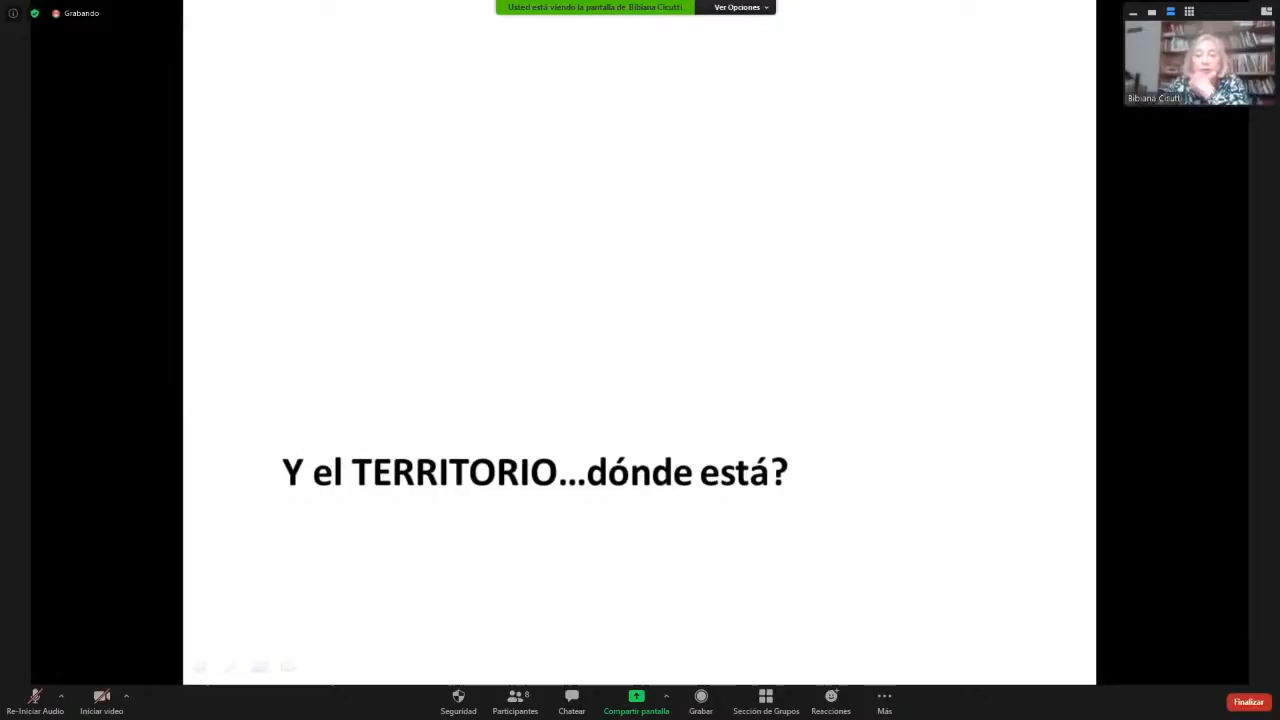 Grabando
Usted está viendo la pantalla de Bibiana Cicutti
Ver Opciones
Bibiana Cicutti
Y el TERRITORIO...dónde está?
Re-Iniciar Audio
Iniciar video
Seguridad
Participantes
8
Chatear
Compartir pantalla
Grabar
Sección de Grupos
Reacciones
Más
Finalizar